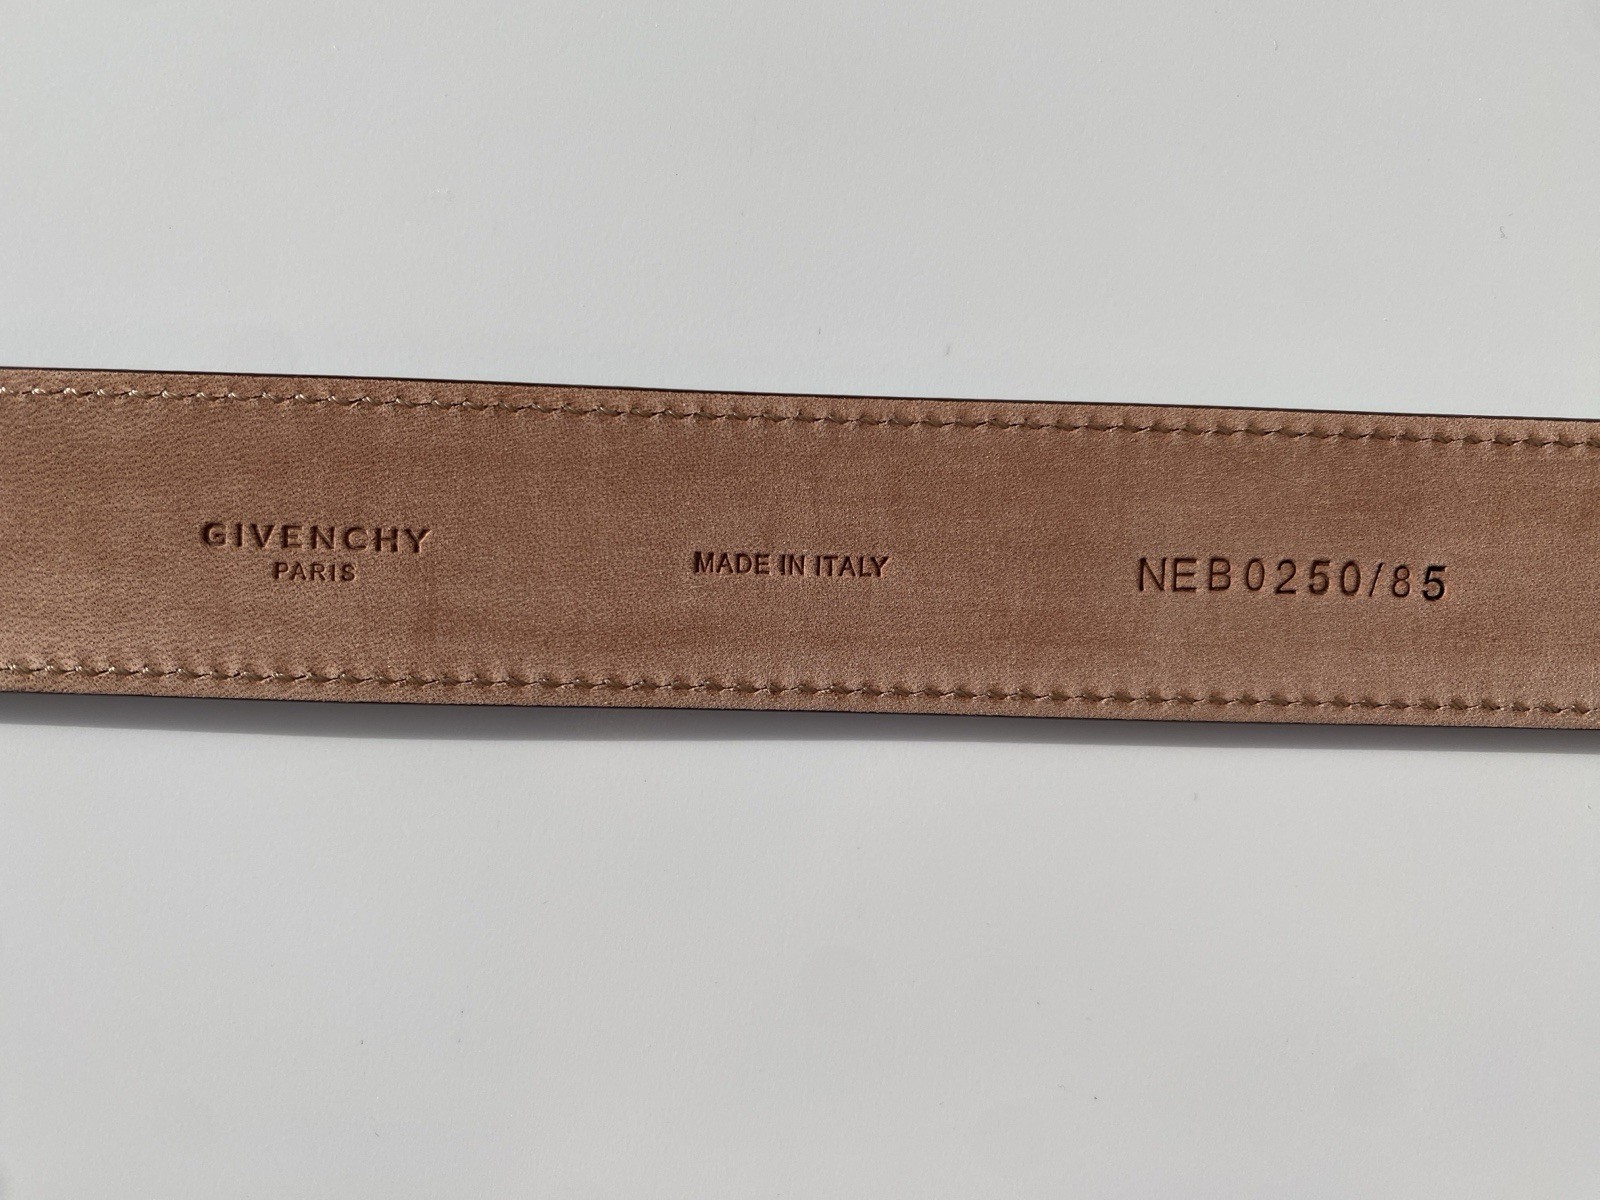 GIVENCHY
PARIS
MADE IN ITALY
NEB0250/85